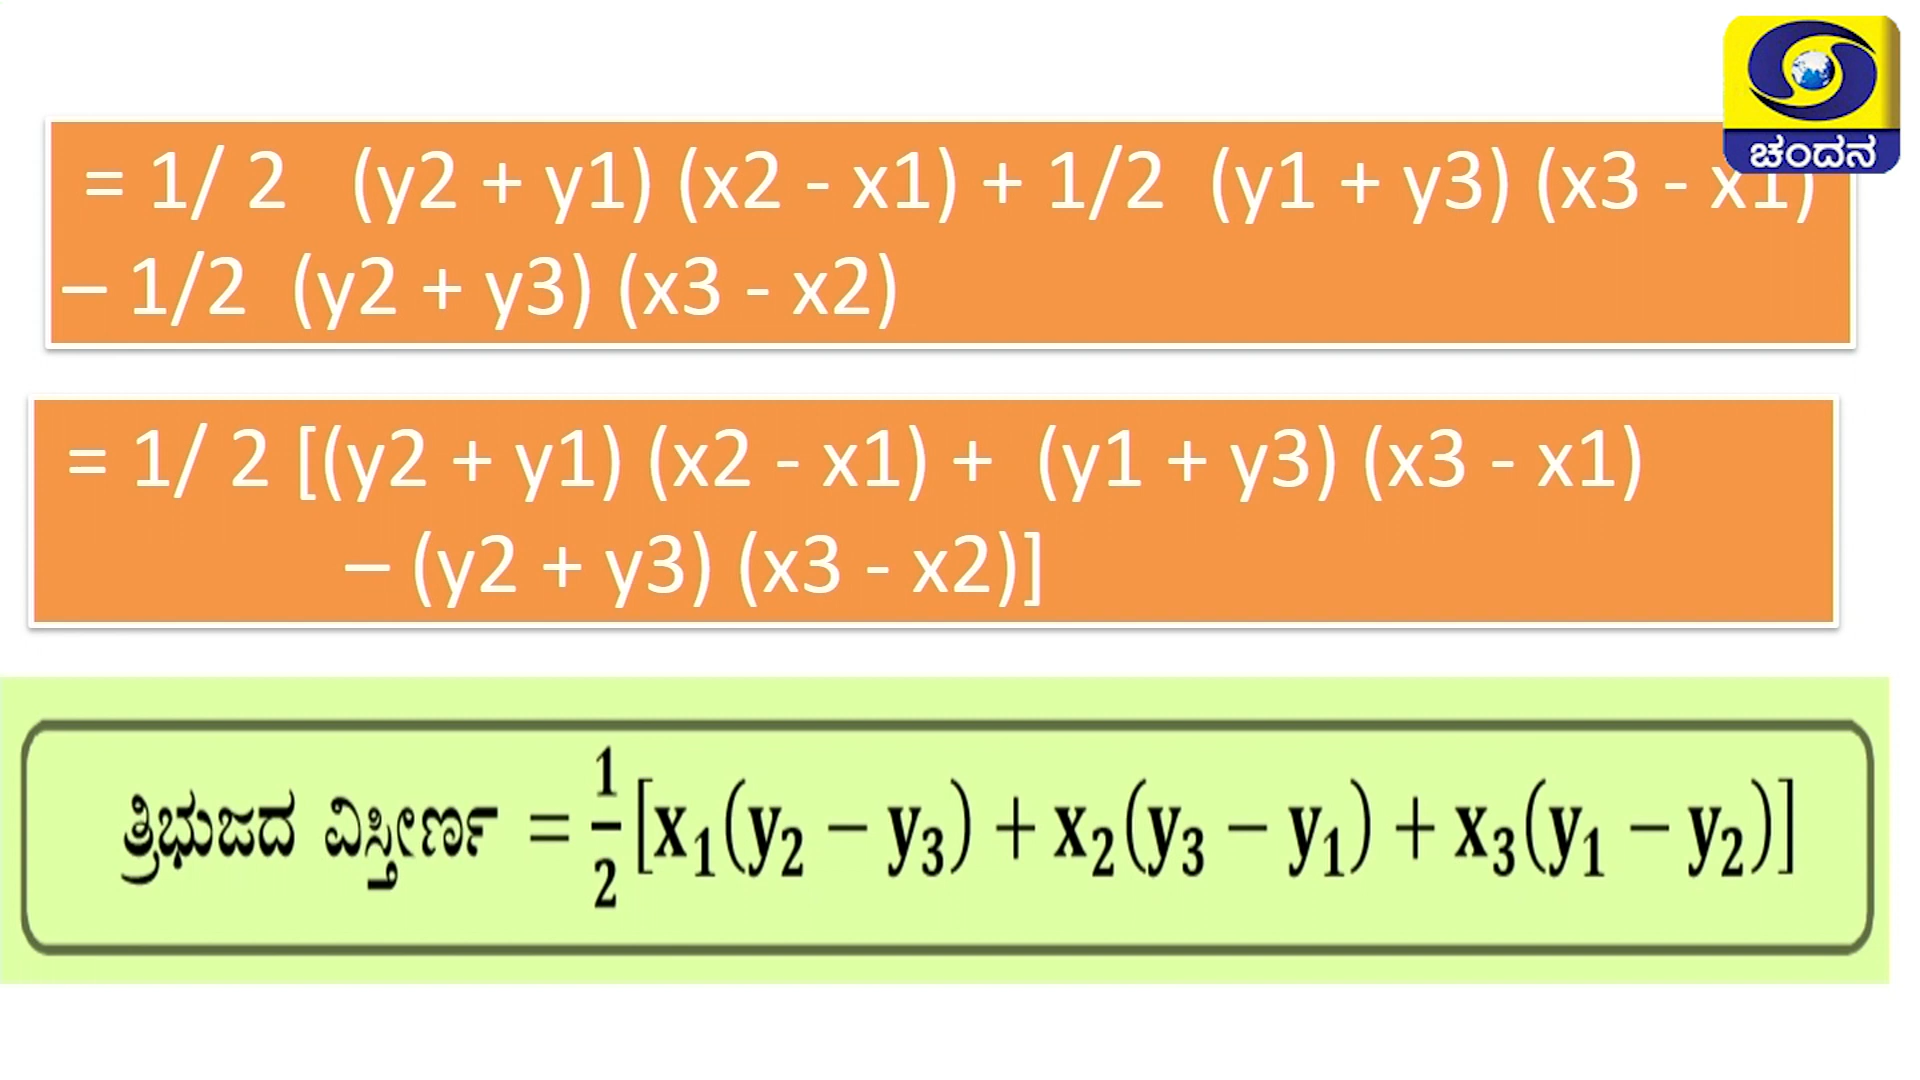 ಚಂದನ
= 1/ 2 (y2 + y1) (x2 - x1) + 1/2 (y1 + y3) (x3 - x1)
– 1/2 (y2 + y3) (x3 - x2)
= 1/ 2 [(y2 + y1) (x2 - x1) + (y1 + y3) (x3 - x1)
– (y2 + y3) (x3 - x2)]
ತ್ರಿಭುಜದ ವಿಸ್ತೀರ್ಣ = 1/2 [x₁(y₂ − y₃) + x₂(y₃ − y₁) + x₃(y₁ − y₂)]